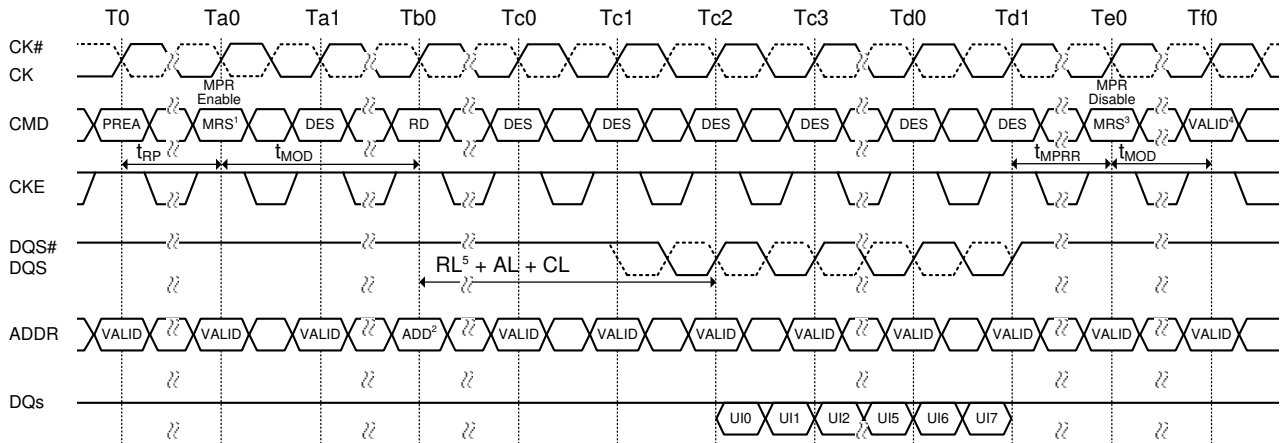 T0 Ta0 Ta1 Tb0 Tc0 Tc1 Tc2 Tc3 Td0 Td1 Te0 Tf0
CK#
CK
MPR Enable MPR Disable
CMD PREA MRS¹ DES RD DES DES DES DES DES DES MRS³ VALID⁴
tRP tMOD tMPRR tMOD
CKE
DQS#
DQS
RL⁵ + AL + CL
ADDR VALID VALID VALID ADD² VALID VALID VALID VALID VALID VALID VALID VALID
DQs UI0 UI1 UI2 UI5 UI6 UI7